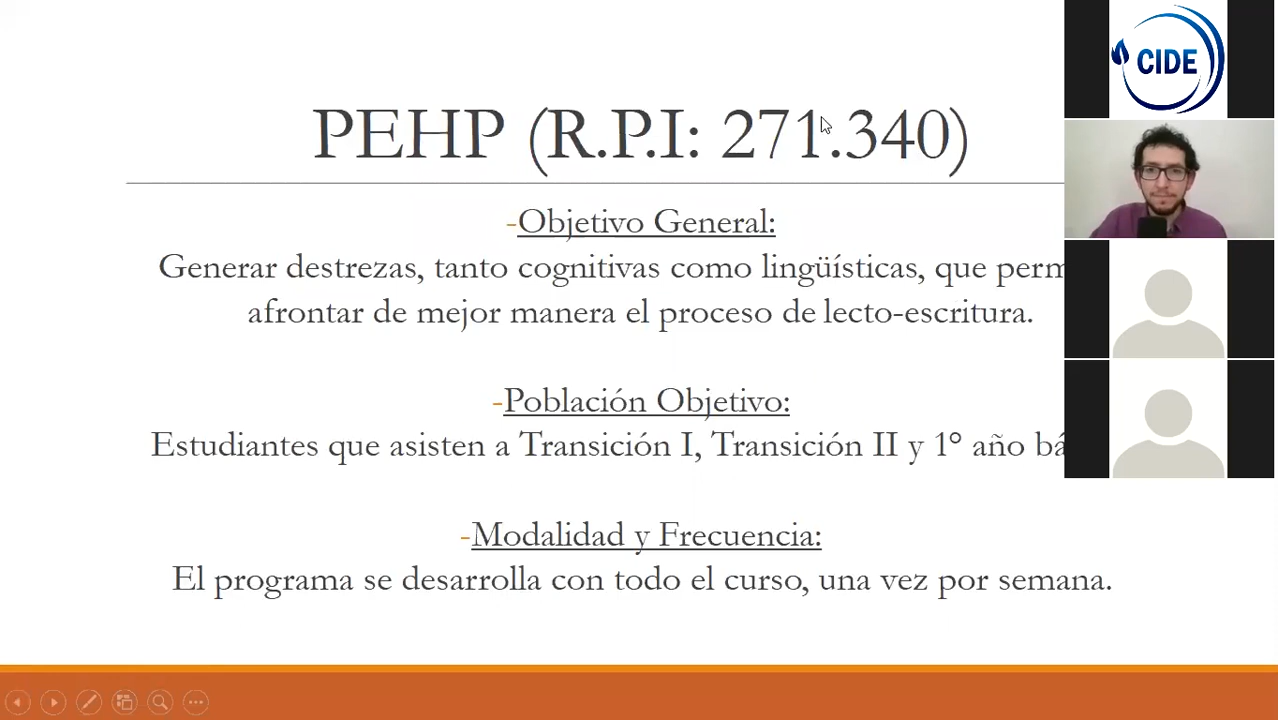 PEHP (R.P.I: 271.340)
CIDE
-Objetivo General:
Generar destrezas, tanto cognitivas como lingüísticas, que
afrontar de mejor manera el proceso de lecto-escritura.
-Población Objetivo:
Estudiantes que asisten a Transición I, Transición II y 1° año
-Modalidad y Frecuencia:
El programa se desarrolla con todo el curso, una vez por semana.